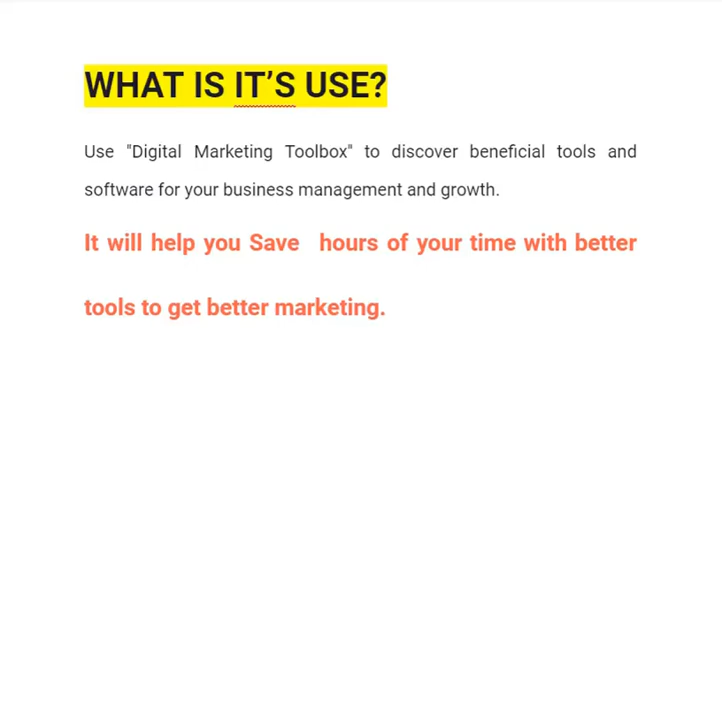 WHAT IS IT’S USE?
Use "Digital Marketing Toolbox" to discover beneficial tools and
software for your business management and growth.
It will help you Save  hours of your time with better
tools to get better marketing.